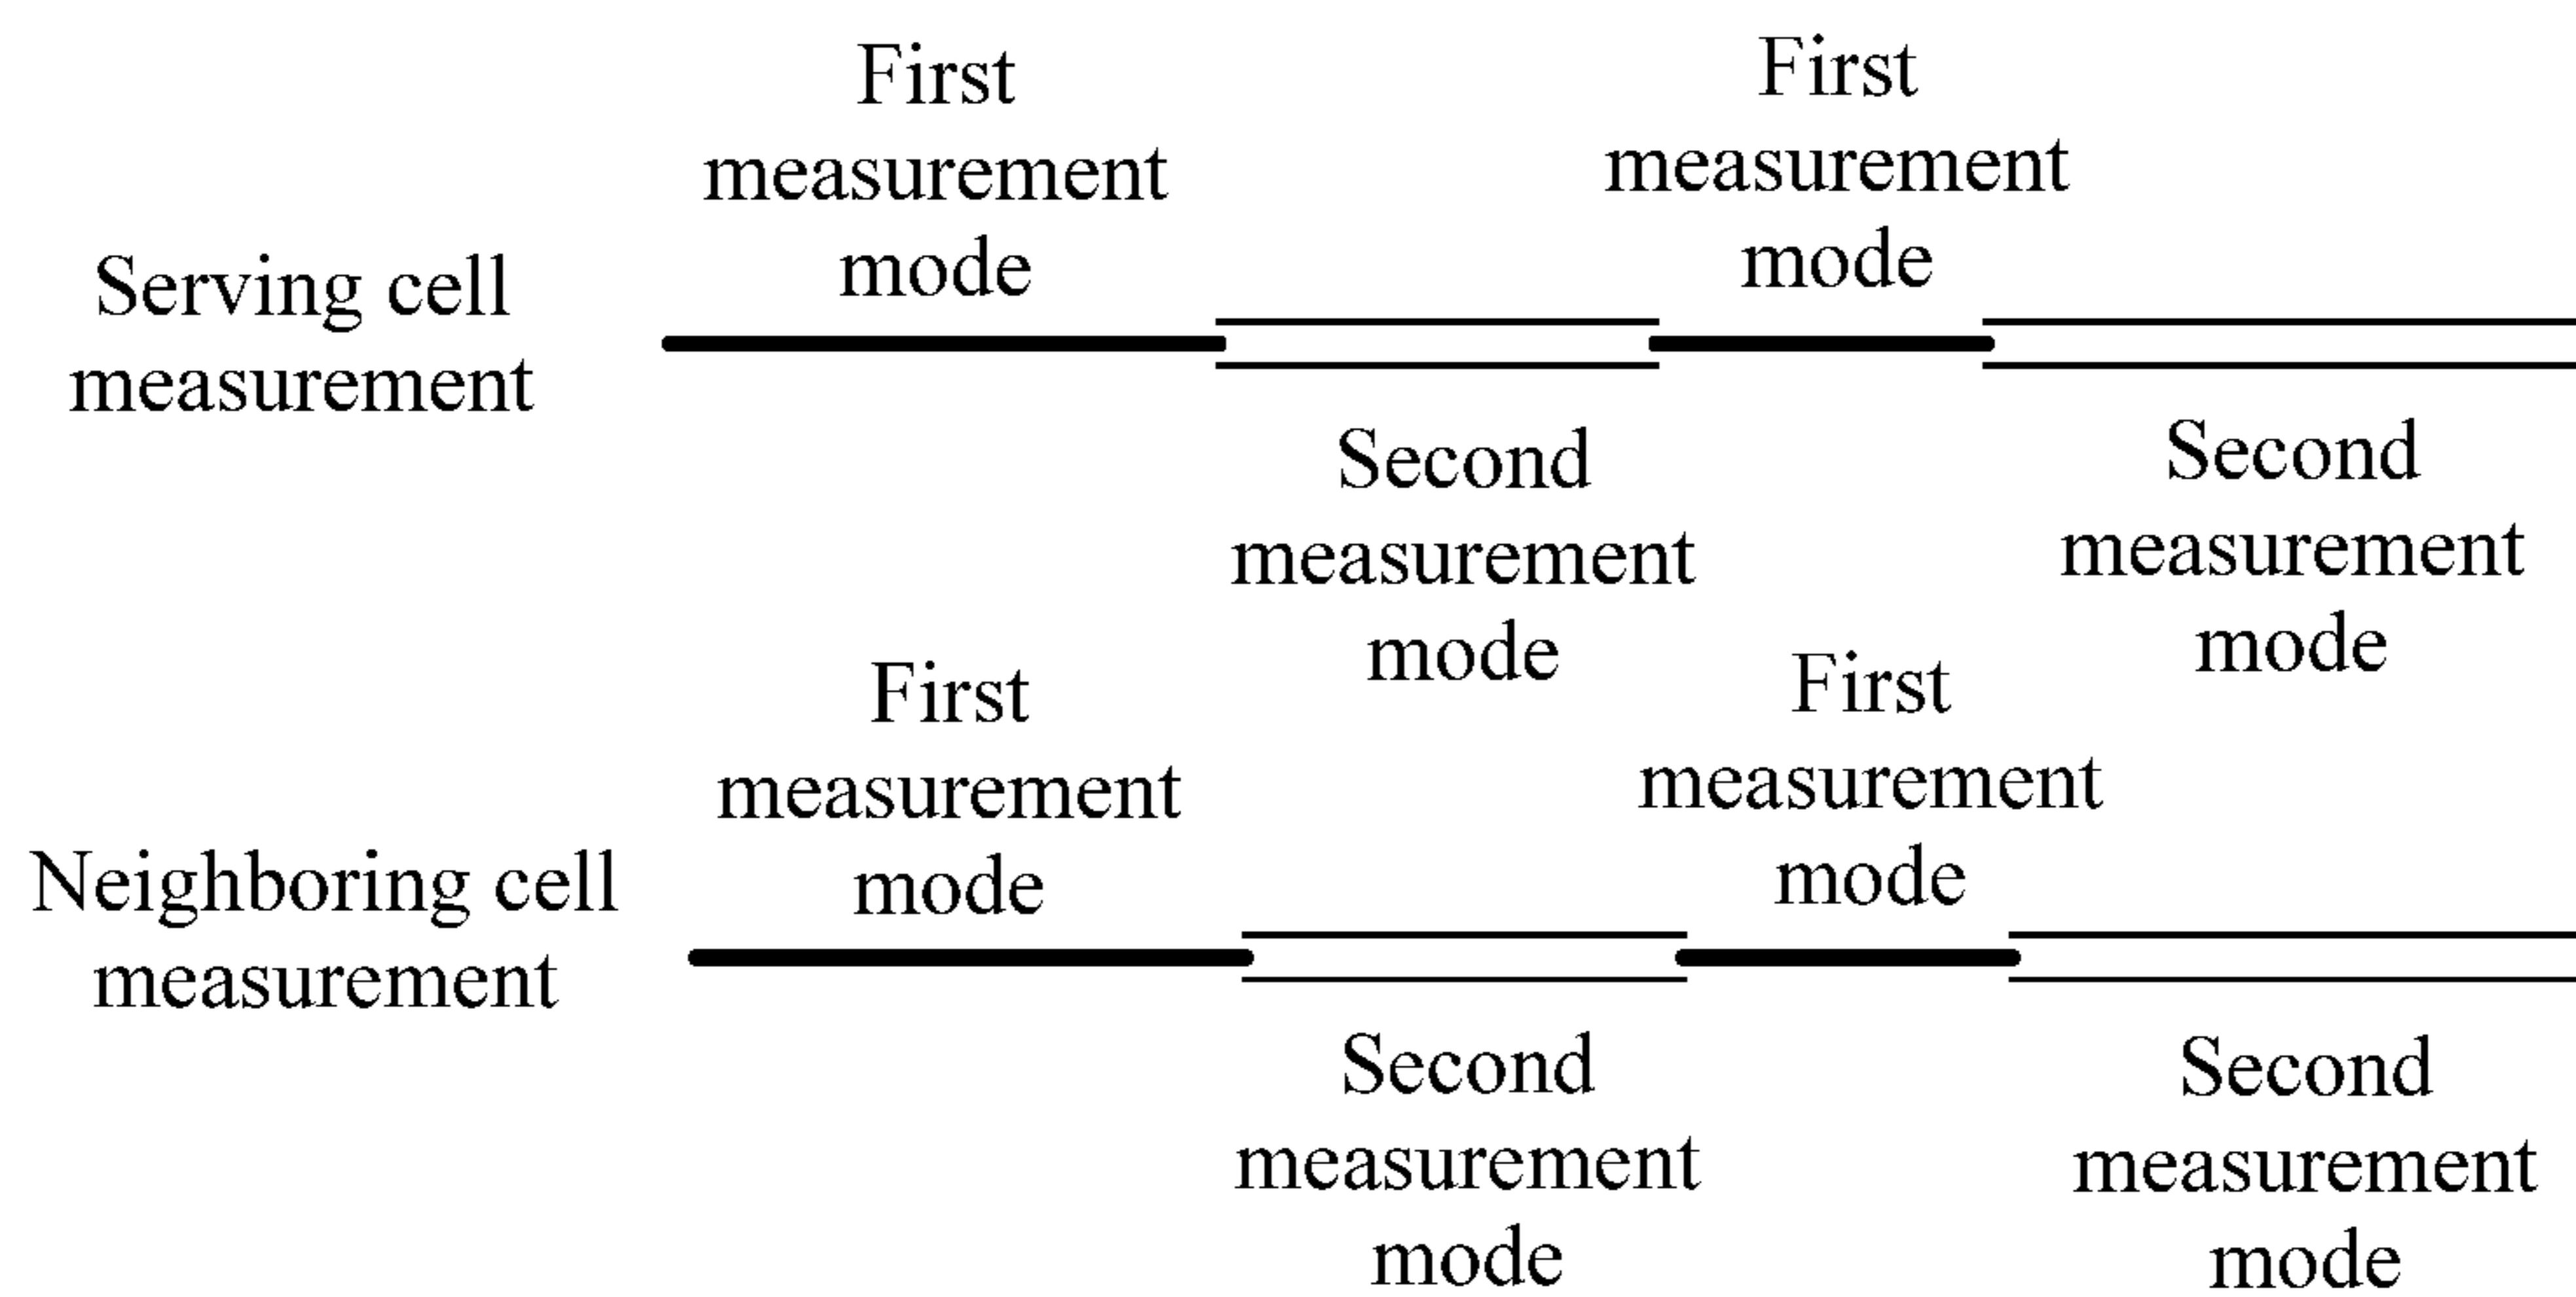 First
measurement
mode
First
measurement
mode
Serving cell
measurement
Second
measurement
mode
Second
measurement
mode
First
measurement
mode
First
measurement
mode
Neighboring cell
measurement
Second
measurement
mode
Second
measurement
mode